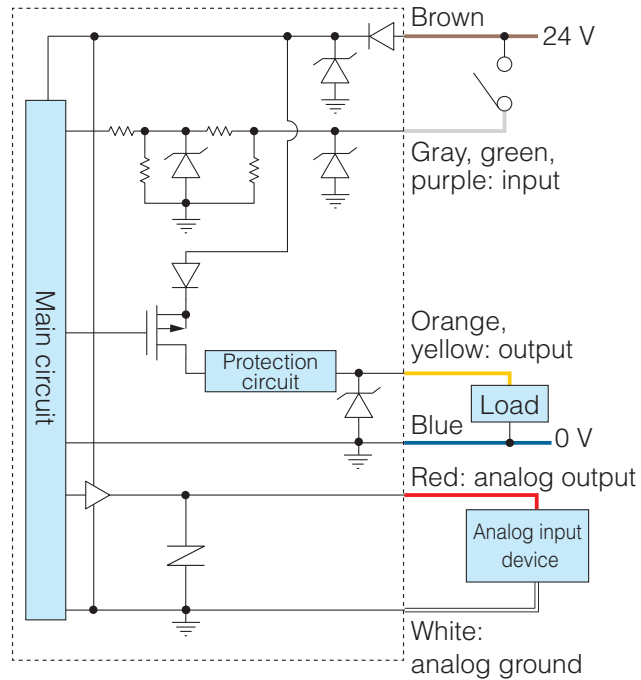 Brown
24 V
Gray, green,
purple: input
Main circuit
Orange,
yellow: output
Protection
circuit
Load
Blue
0 V
Red: analog output
Analog input
device
White:
analog ground